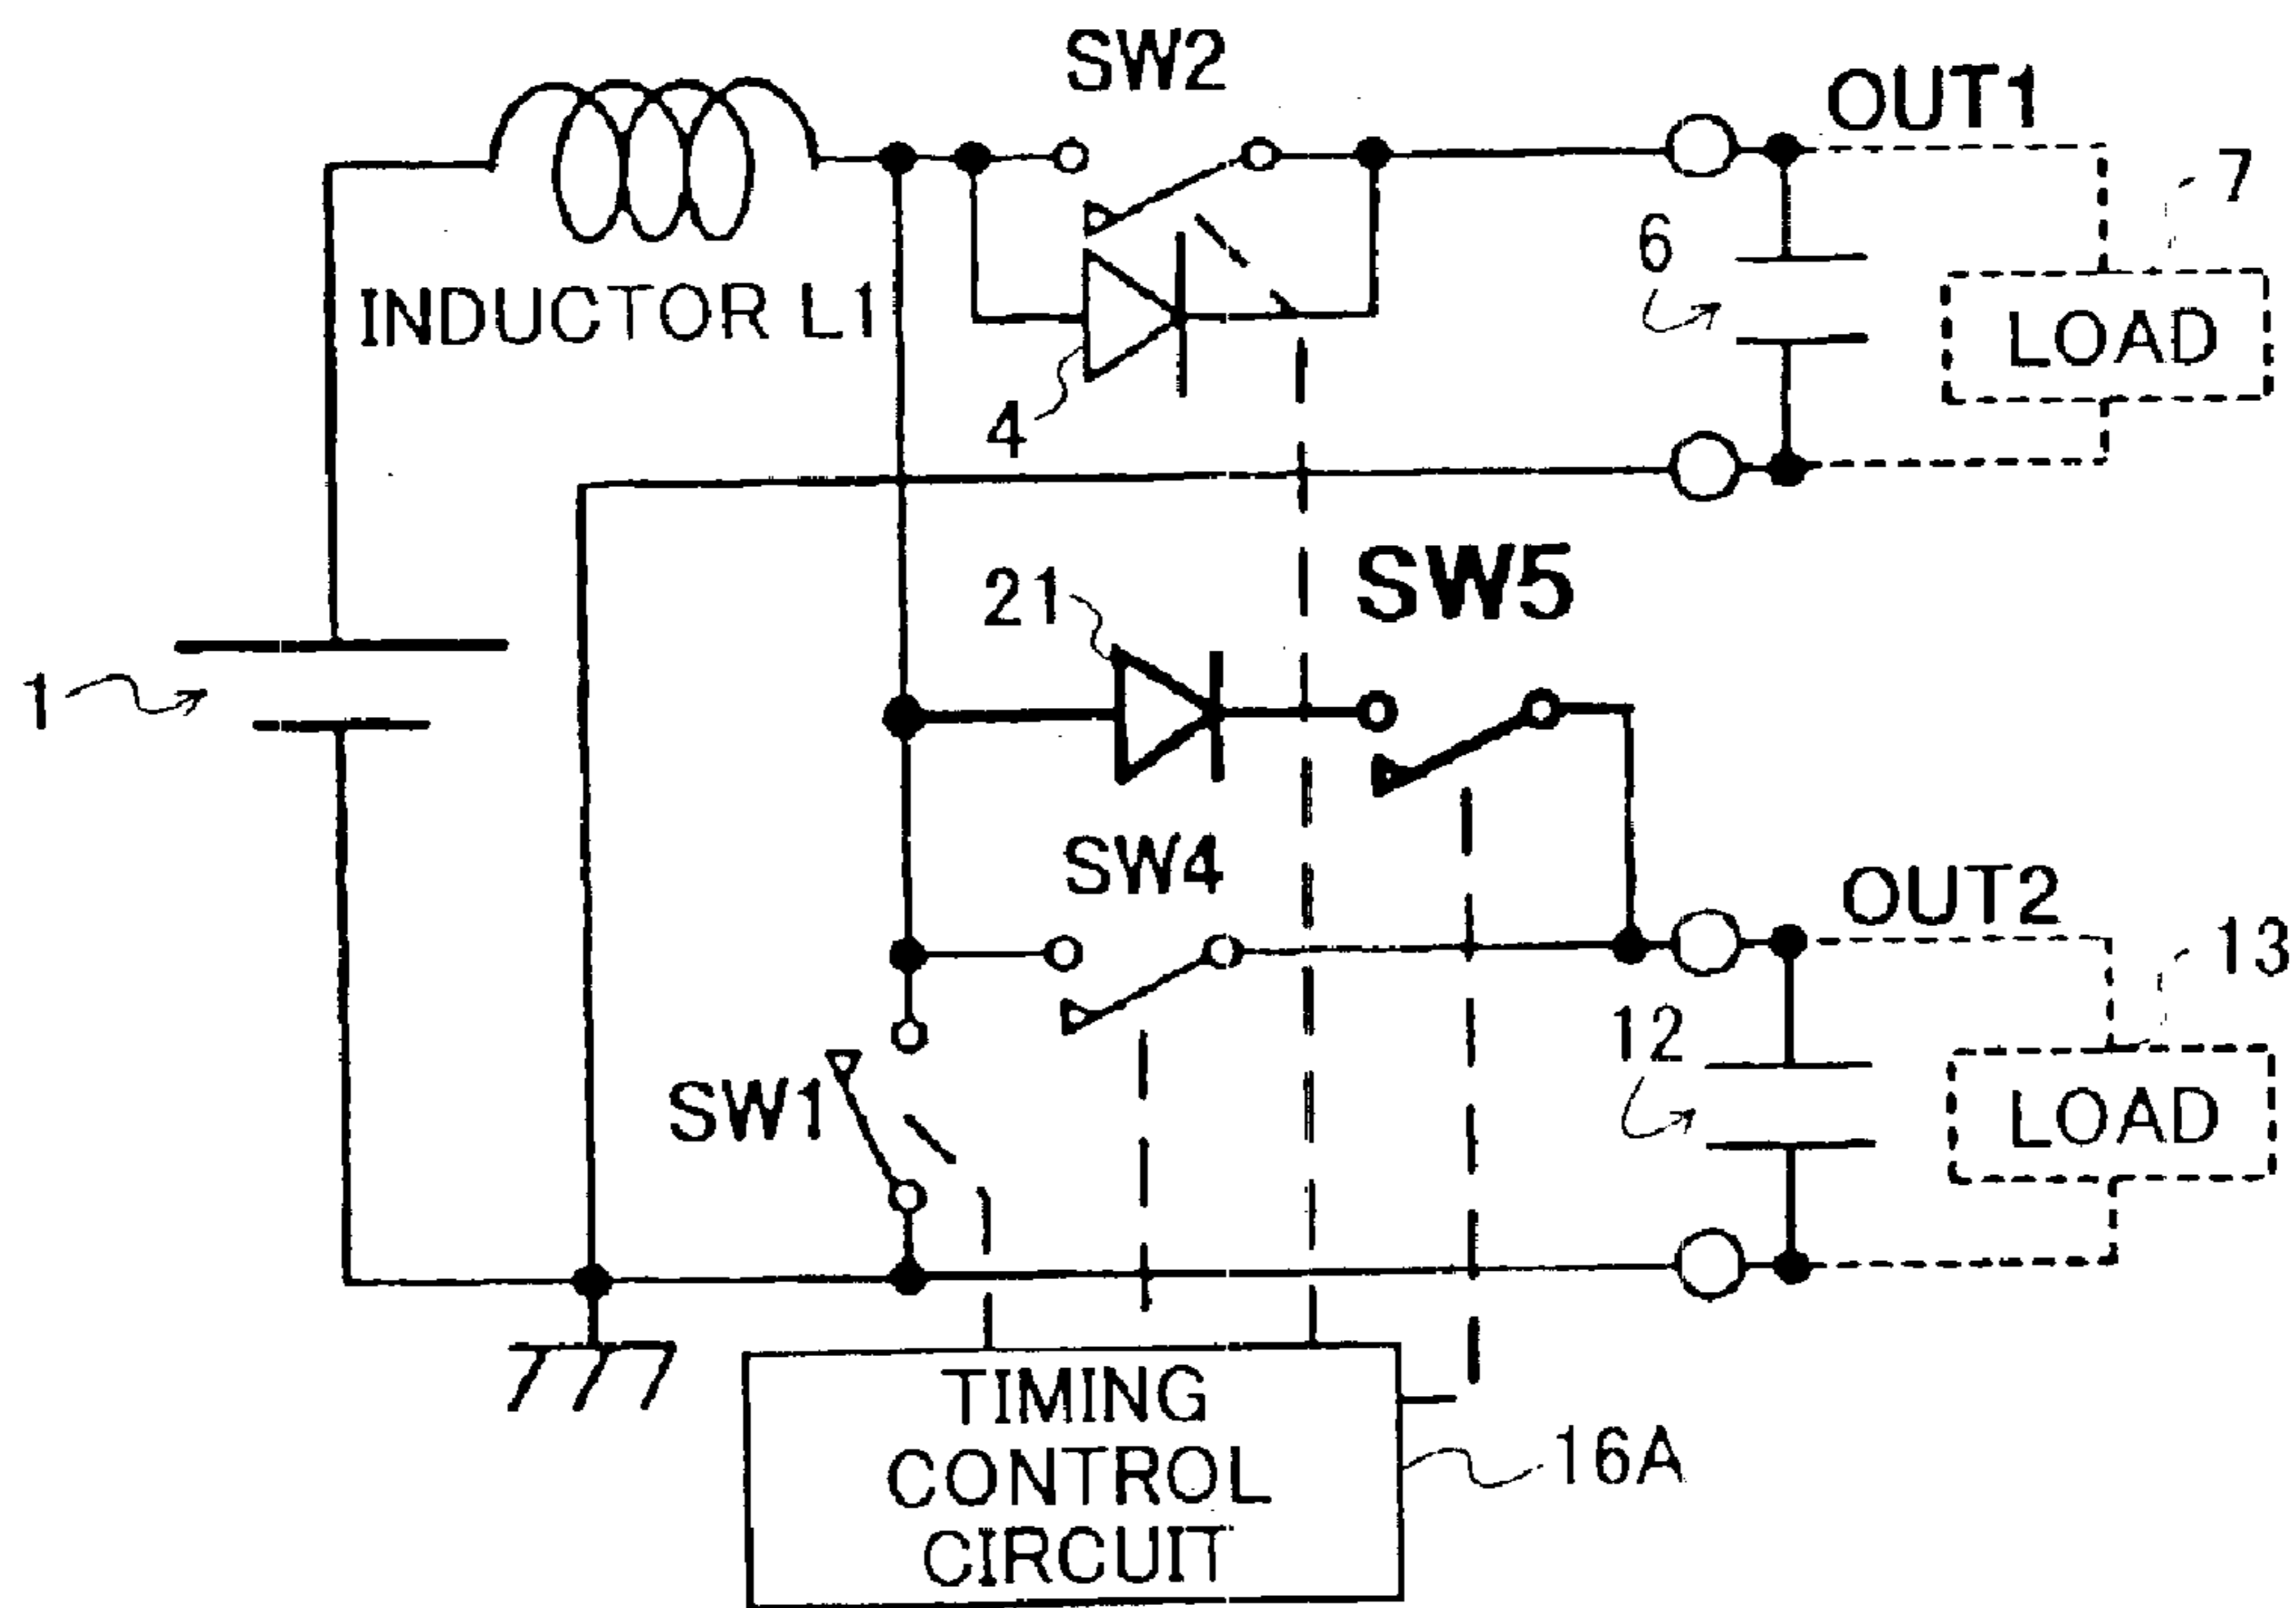 SW2
OUT1
7
6
INDUCTOR L1
LOAD
4
SW5
21
1
SW4
OUT2
13
12
SW1
LOAD
TIMING
CONTROL
CIRCUIT
16A